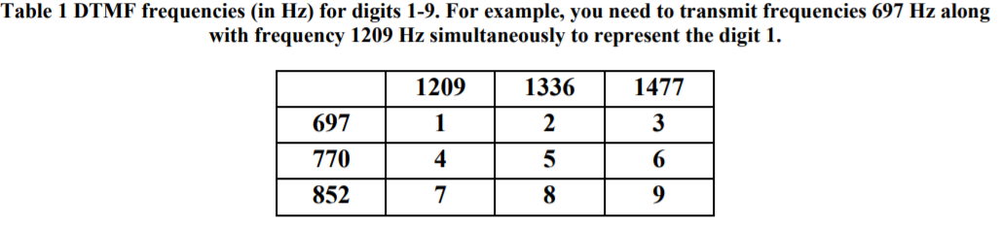 Table 1 DTMF frequencies (in Hz) for digits 1-9. For example, you need to transmit frequencies 697 Hz along
with frequency 1209 Hz simultaneously to represent the digit 1.
1209 1336 1477
697 1 2 3
770 4 5 6
852 7 8 9